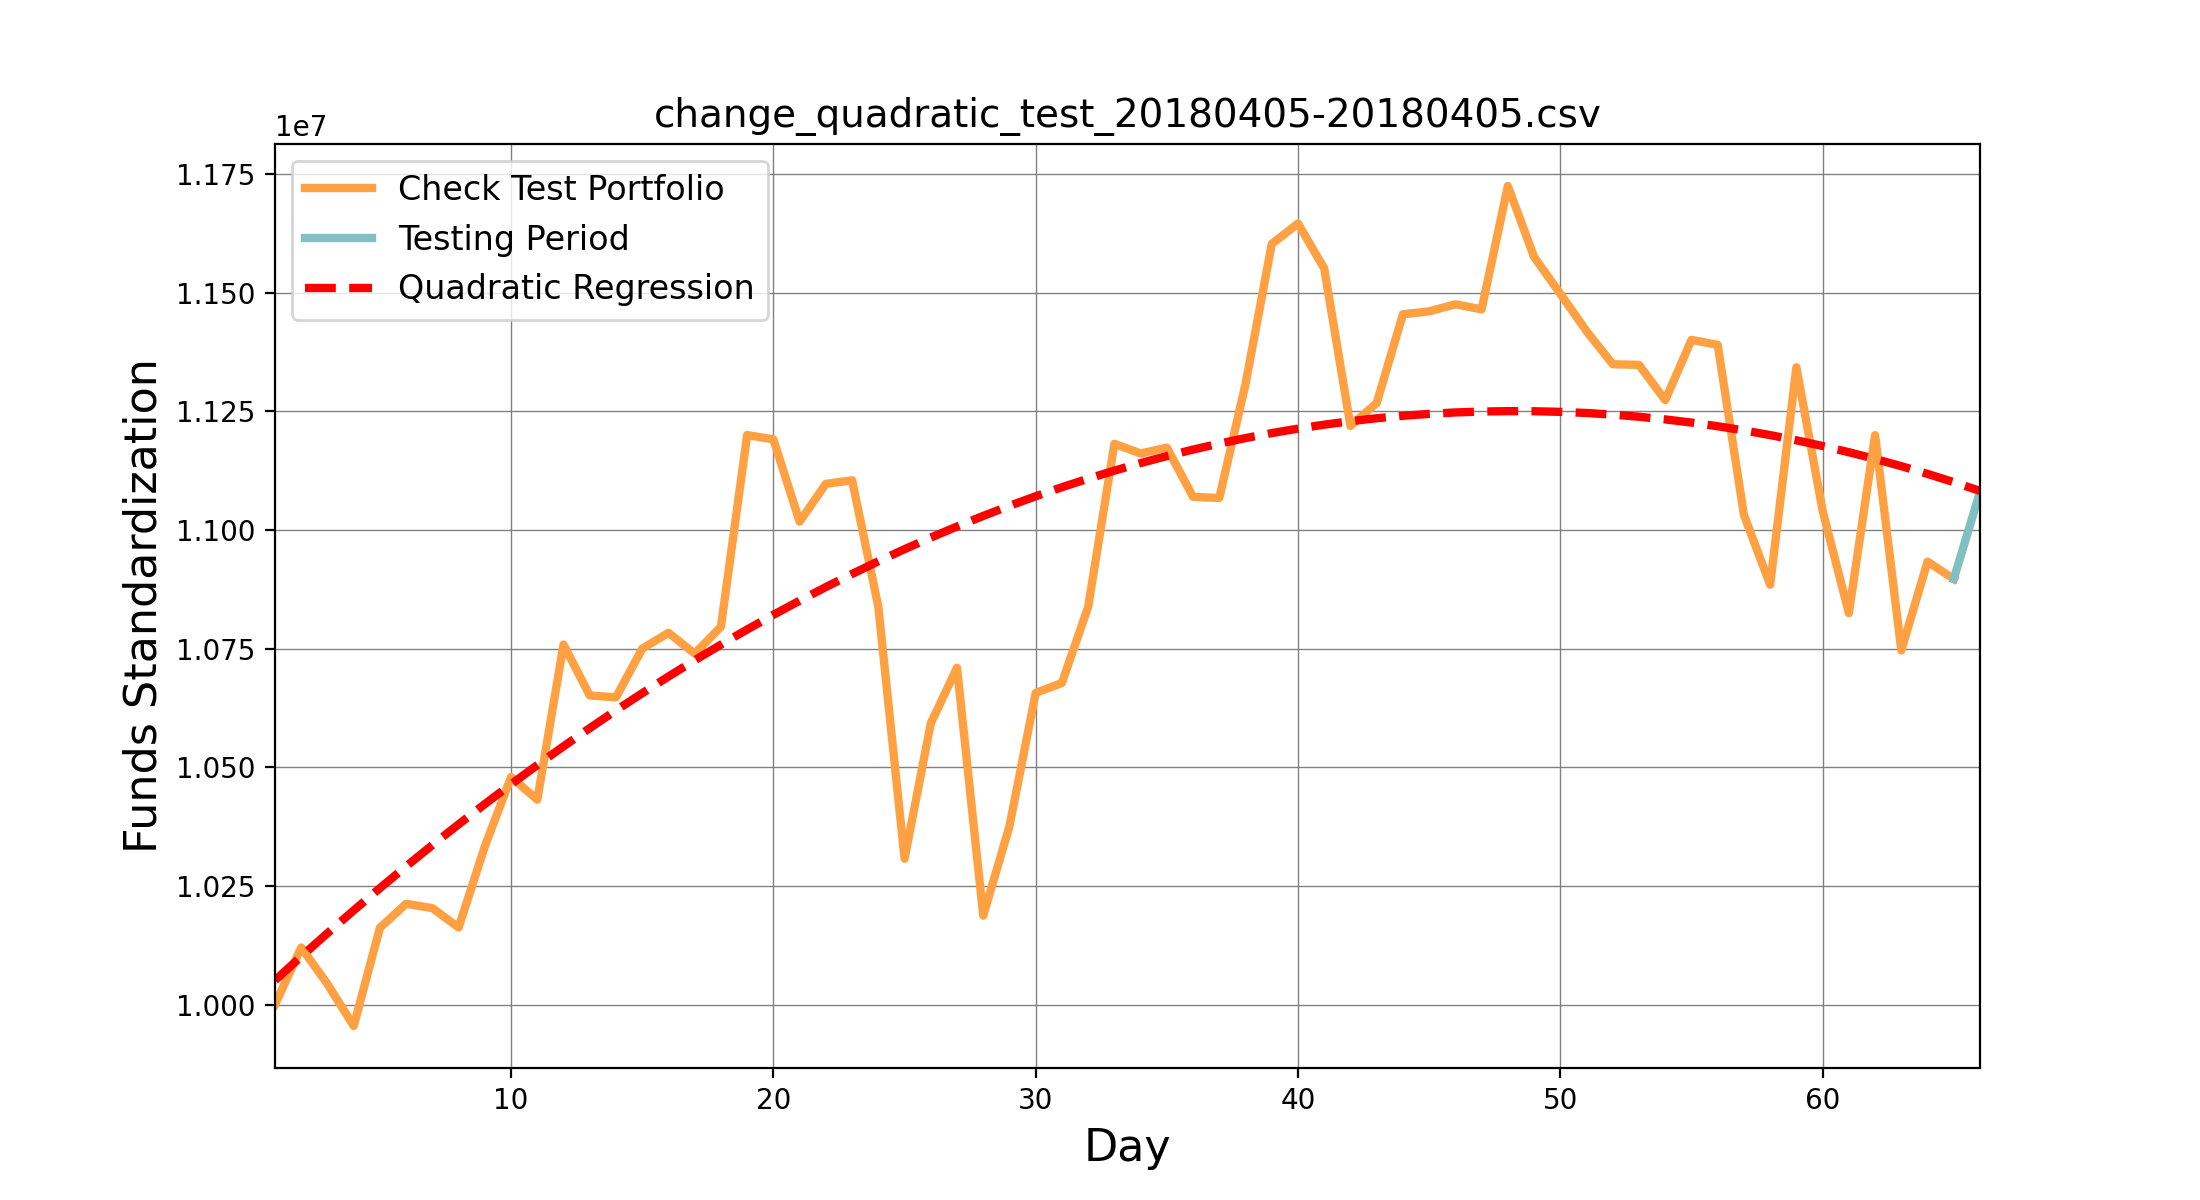 change_quadratic_test_20180405-20180405.csv
1e7
Check Test Portfolio
Testing Period
Quadratic Regression
1.175
1.150
1.125
1.100
1.075
1.050
1.025
1.000
Funds Standardization
10 20 30 40 50 60
Day